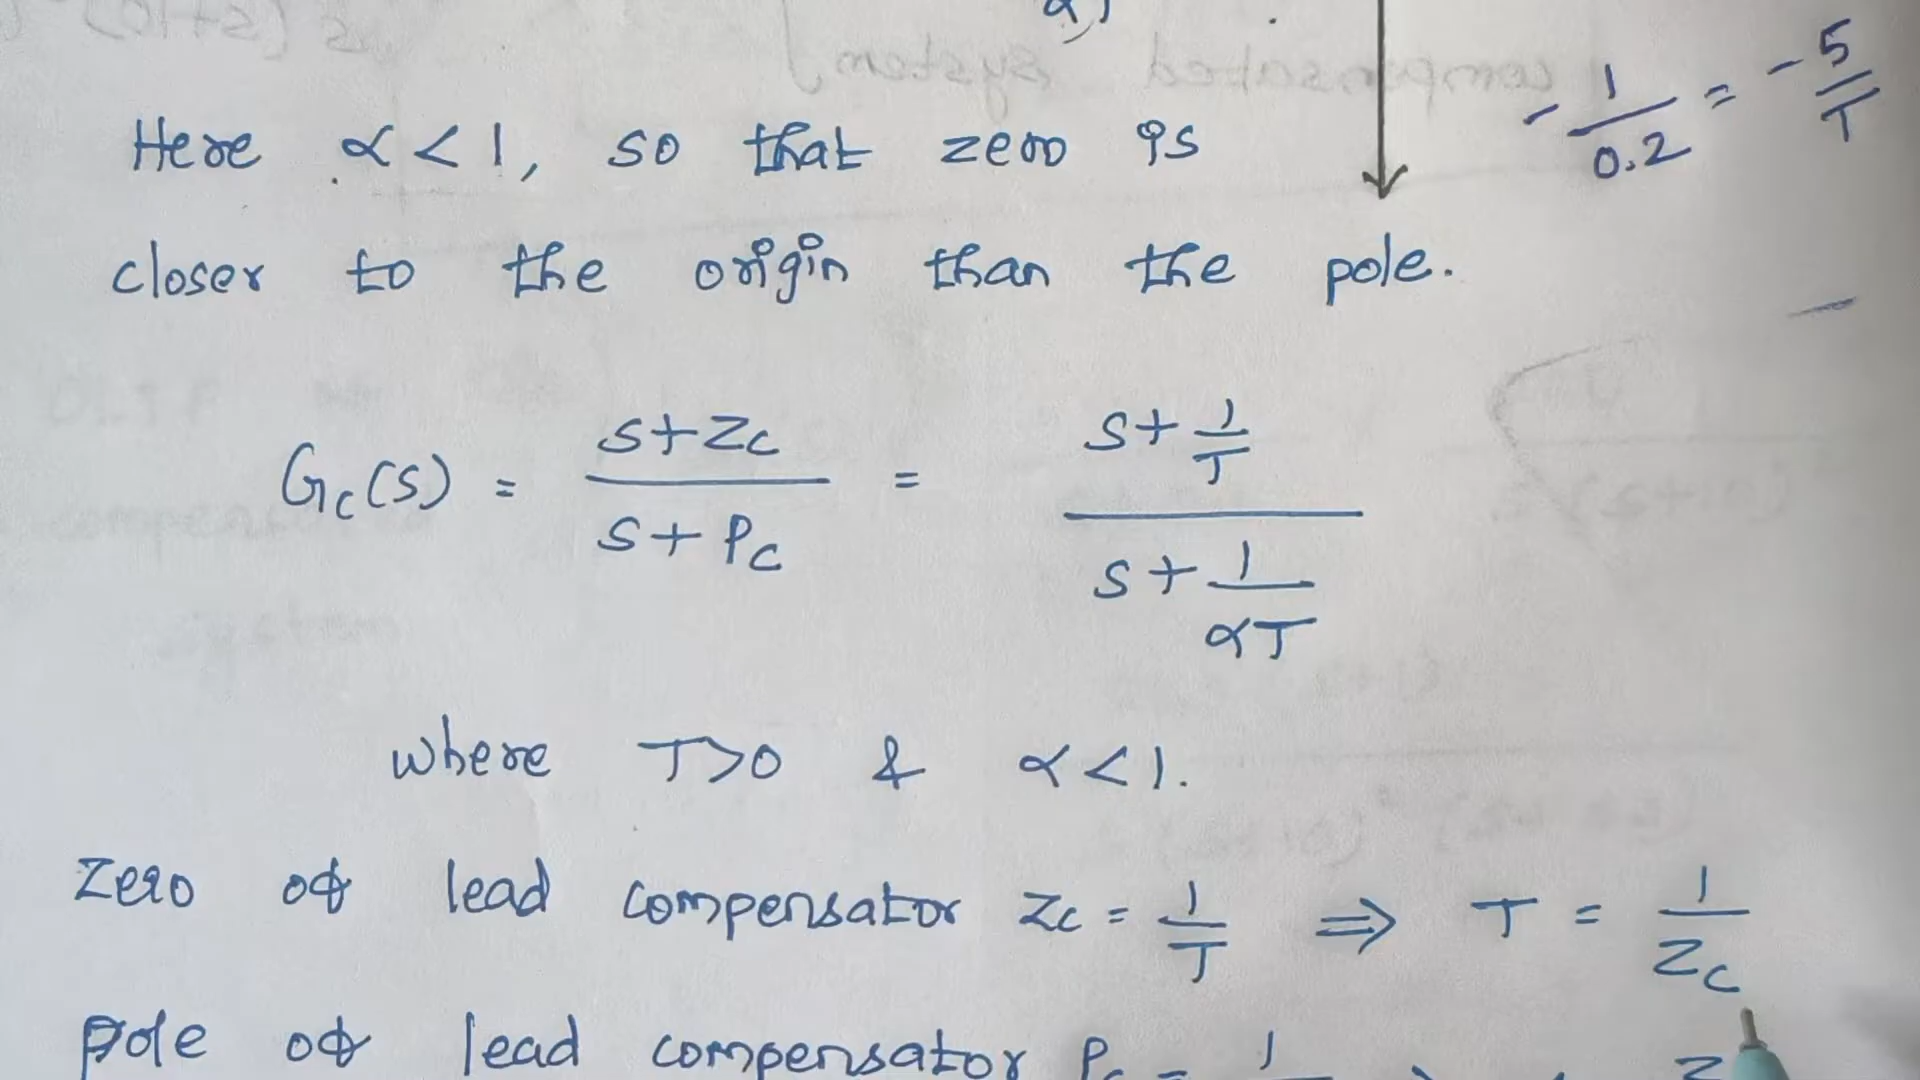 α)
- 1/0.2 = - 5/T
Here α < 1, so that zero is
closer to the origin than the pole.
Gc(s) = s+Zc / s+Pc = s+1/T / s+1/αT
where T>0 & α<1.
Zero of lead compensator Zc = 1/T ⇒ T = 1/Zc
pole of lead compensator Pc = 1